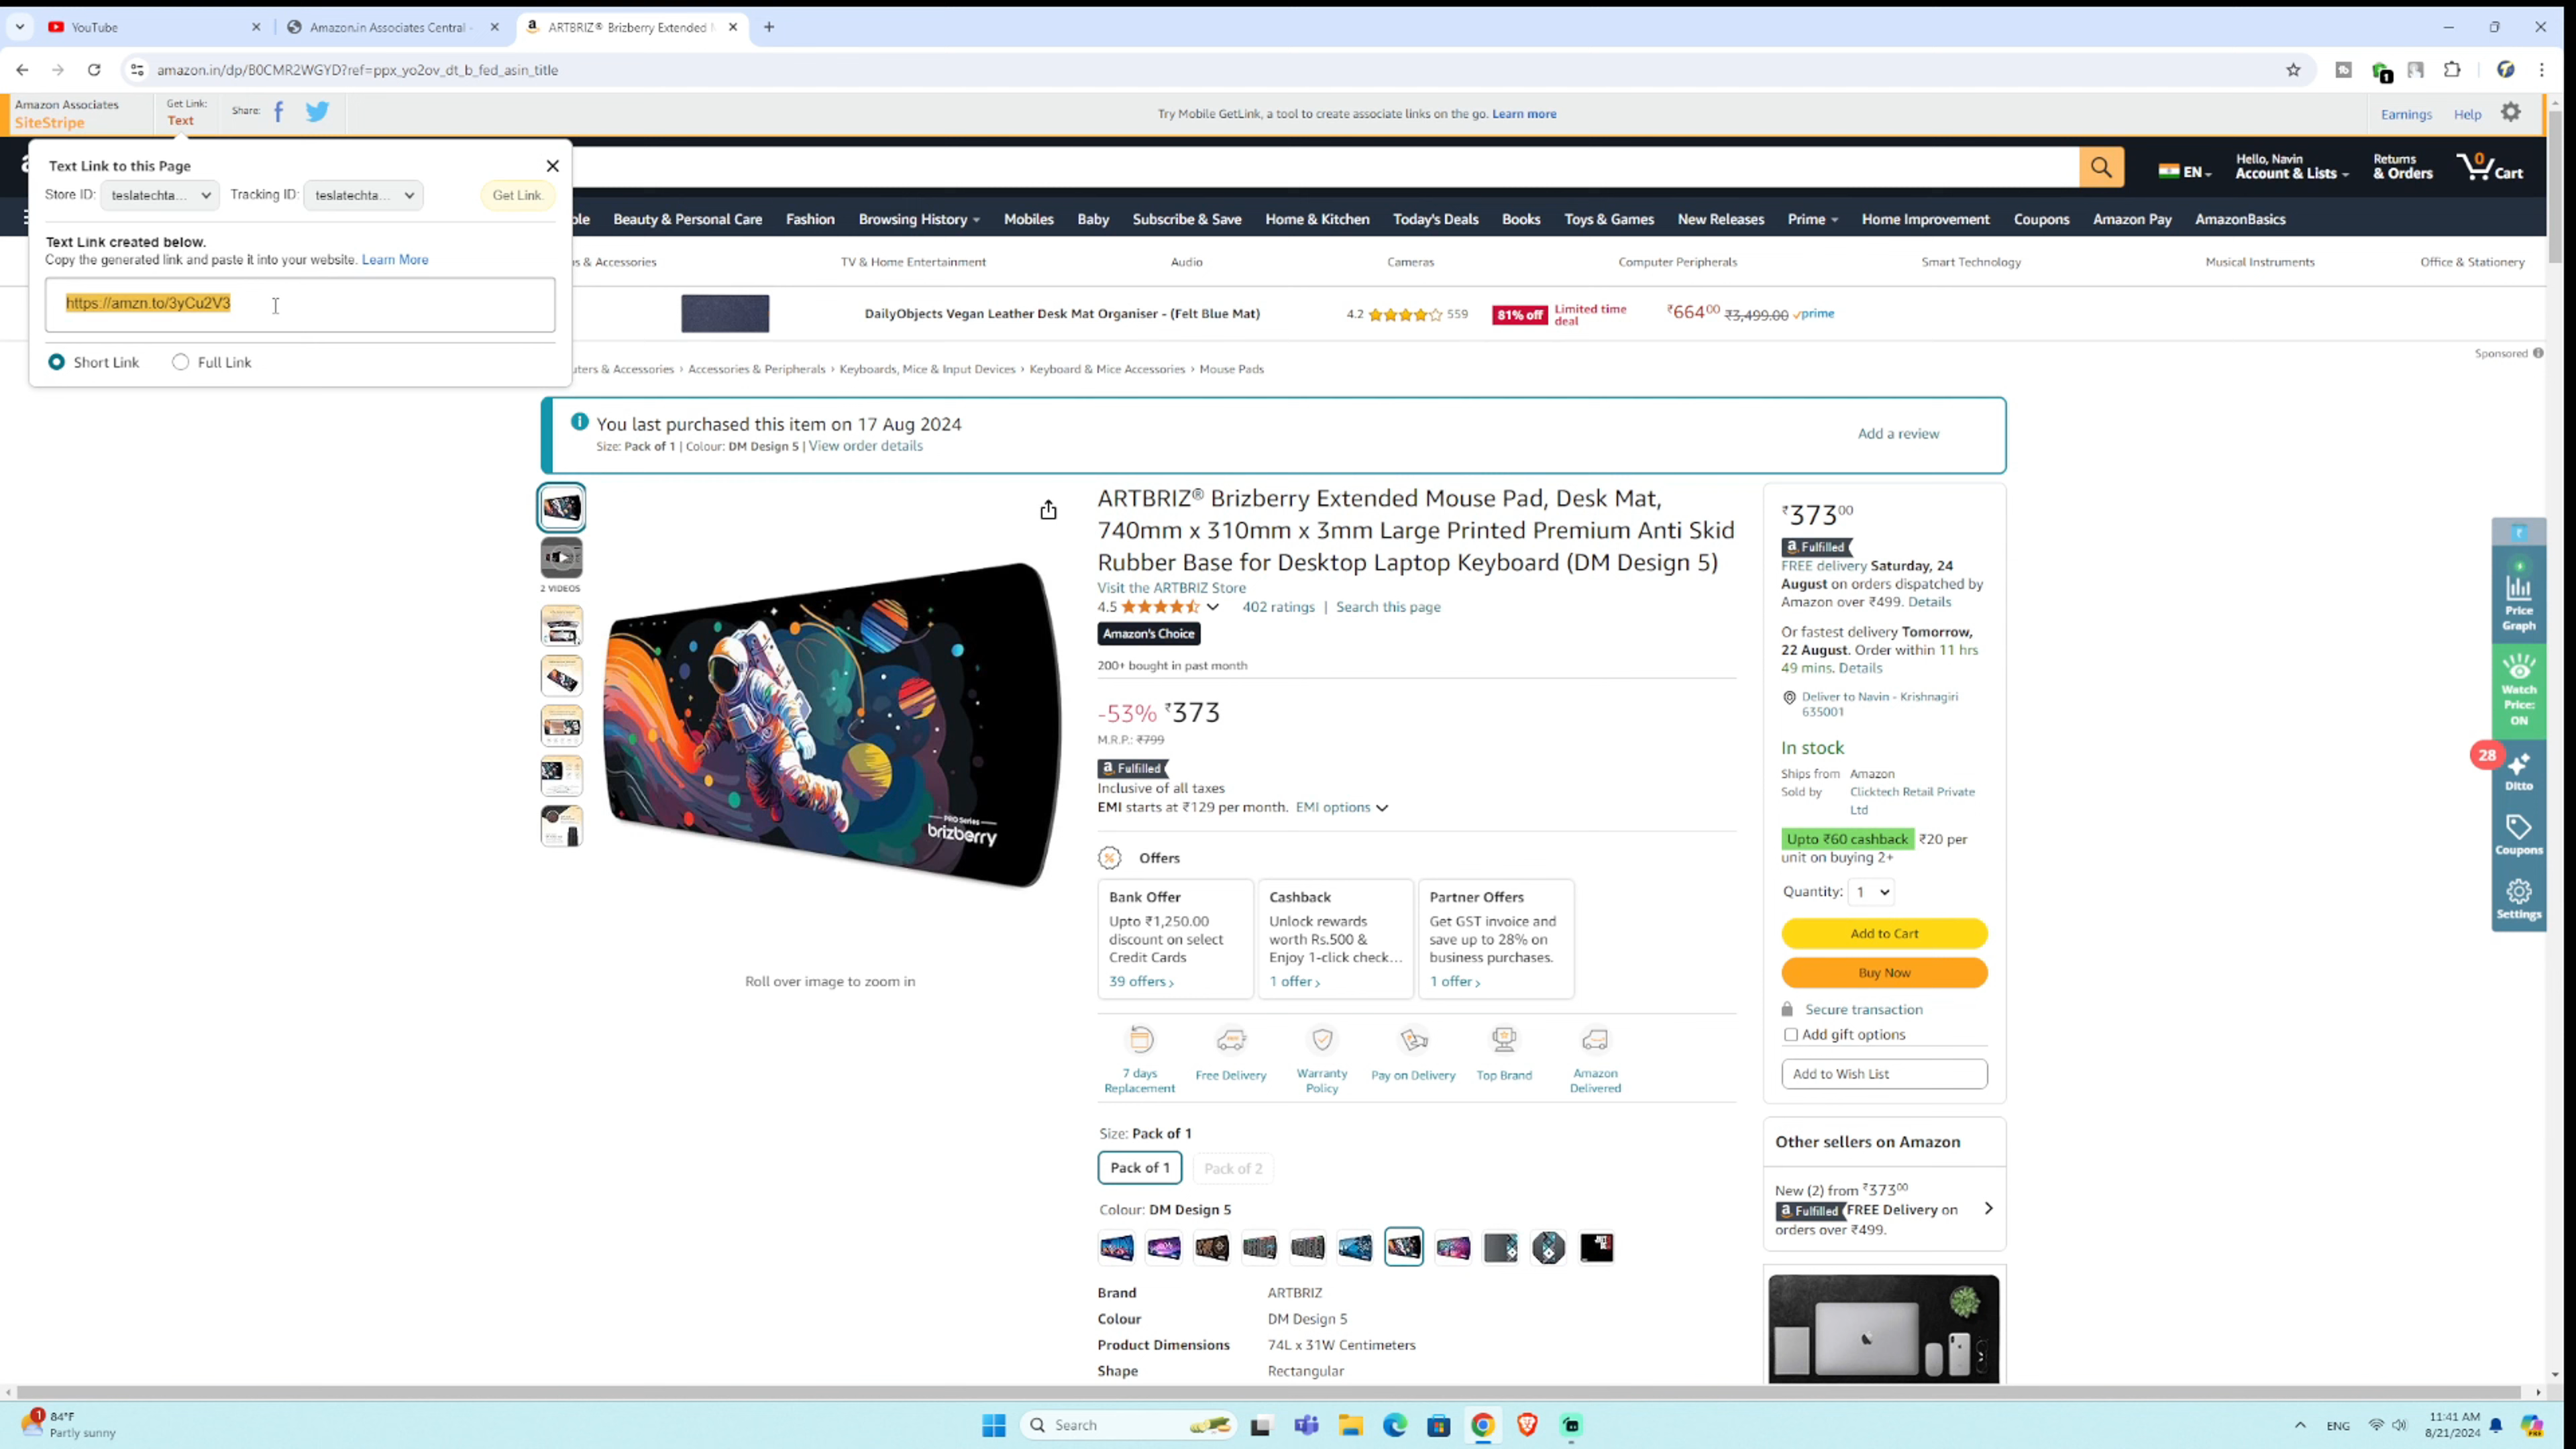 YouTube
Amazon.in Associates Central -
ARTBRIZ® Brizberry Extended
amazon.in/dp/B0CMR2WGYD?ref=ppx_yo2ov_dt_b_fed_asin_title
1
Amazon Associates
SiteStripe
Get Link:
Text
Share:
Try Mobile GetLink, a tool to create associate links on the go. Learn more
Earnings
Help
Text Link to this Page
Store ID: teslatechta...
Tracking ID: teslatechta...
Get Link
Text Link created below.
Copy the generated link and paste it into your website. Learn More
https://amzn.to/3yCu2V3
Short Link
Full Link
EN
Hello, Navin
Account & Lists
Returns
& Orders
0
Cart
Beauty & Personal Care
Fashion
Browsing History
Mobiles
Baby
Subscribe & Save
Home & Kitchen
Today's Deals
Books
Toys & Games
New Releases
Prime
Home Improvement
Coupons
Amazon Pay
AmazonBasics
& Accessories
TV & Home Entertainment
Audio
Cameras
Computer Peripherals
Smart Technology
Musical Instruments
Office & Stationery
DailyObjects Vegan Leather Desk Mat Organiser - (Felt Blue Mat)
4.2
559
81% off
Limited time
deal
₹664⁰⁰ ₹3,499.00 prime
Sponsored
uters & Accessories › Accessories & Peripherals › Keyboards, Mice & Input Devices › Keyboard & Mice Accessories › Mouse Pads
You last purchased this item on 17 Aug 2024
Size: Pack of 1 | Colour: DM Design 5 | View order details
Add a review
2 VIDEOS
PRO Series
brizberry
Roll over image to zoom in
ARTBRIZ® Brizberry Extended Mouse Pad, Desk Mat,
740mm x 310mm x 3mm Large Printed Premium Anti Skid
Rubber Base for Desktop Laptop Keyboard (DM Design 5)
Visit the ARTBRIZ Store
4.5
402 ratings | Search this page
Amazon's Choice
200+ bought in past month
-53% ₹373
M.R.P.: ₹799
a Fulfilled
Inclusive of all taxes
EMI starts at ₹129 per month. EMI options
Offers
Bank Offer
Upto ₹1,250.00
discount on select
Credit Cards
39 offers ›
Cashback
Unlock rewards
worth Rs.500 &
Enjoy 1-click check...
1 offer ›
Partner Offers
Get GST invoice and
save up to 28% on
business purchases.
1 offer ›
7 days
Replacement
Free Delivery
Warranty
Policy
Pay on Delivery
Top Brand
Amazon
Delivered
Size: Pack of 1
Pack of 1
Pack of 2
Colour: DM Design 5
Brand ARTBRIZ
Colour DM Design 5
Product Dimensions 74L x 31W Centimeters
Shape Rectangular
₹373⁰⁰
a Fulfilled
FREE delivery Saturday, 24
August on orders dispatched by
Amazon over ₹499. Details
Or fastest delivery Tomorrow,
22 August. Order within 11 hrs
49 mins. Details
Deliver to Navin - Krishnagiri
635001
In stock
Ships from Amazon
Sold by Clicktech Retail Private
Ltd
Upto ₹60 cashback ₹20 per
unit on buying 2+
Quantity: 1
Add to Cart
Buy Now
Secure transaction
Add gift options
Add to Wish List
Other sellers on Amazon
New (2) from ₹373⁰⁰
a Fulfilled FREE Delivery on
orders over ₹499.
Price
Graph
Watch
Price:
ON
28
Ditto
Coupons
Settings
1
84°F
Partly sunny
Search
ENG
11:41 AM
8/21/2024